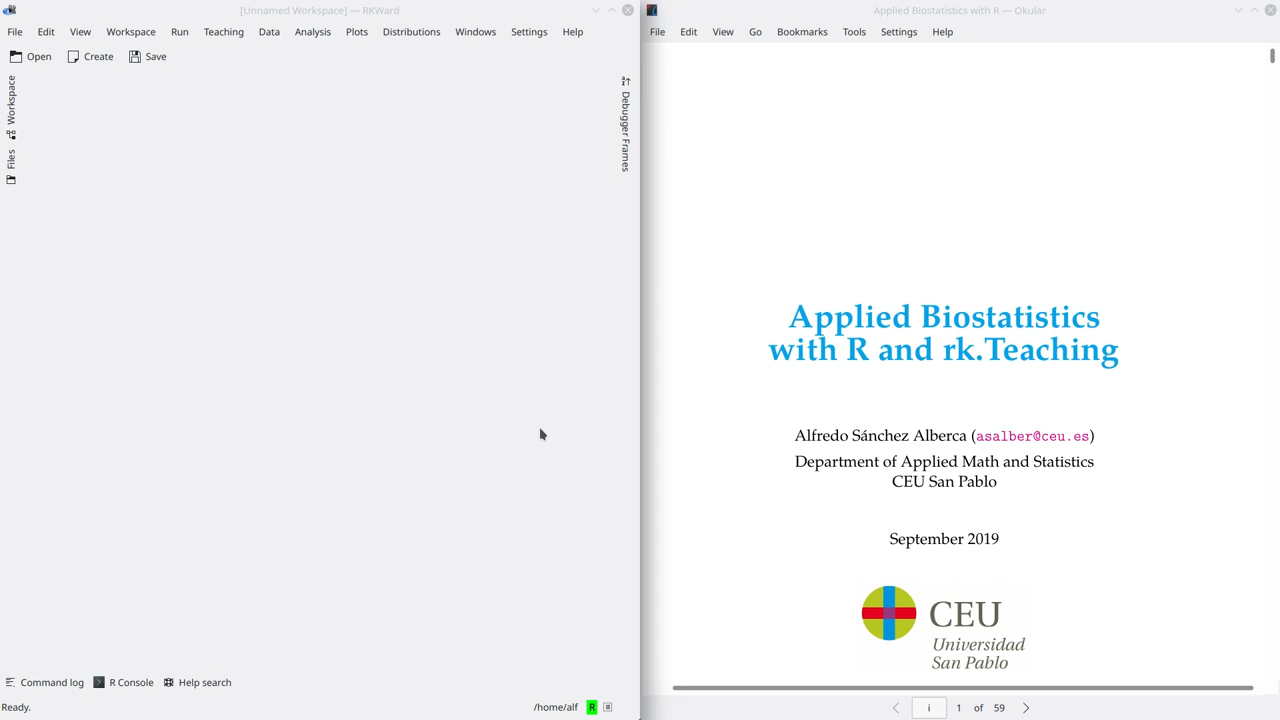 [Unnamed Workspace] — RKWard
File Edit View Workspace Run Teaching Data Analysis Plots Distributions Windows Settings Help
Open Create Save
Workspace
Files
Debugger Frames
Command log R Console Help search
Ready. /home/alf R
Applied Biostatistics with R — Okular
File Edit View Go Bookmarks Tools Settings Help
Applied Biostatistics
with R and rk.Teaching
Alfredo Sánchez Alberca (asalber@ceu.es)
Department of Applied Math and Statistics
CEU San Pablo
September 2019
CEU
Universidad
San Pablo
i 1 of 59